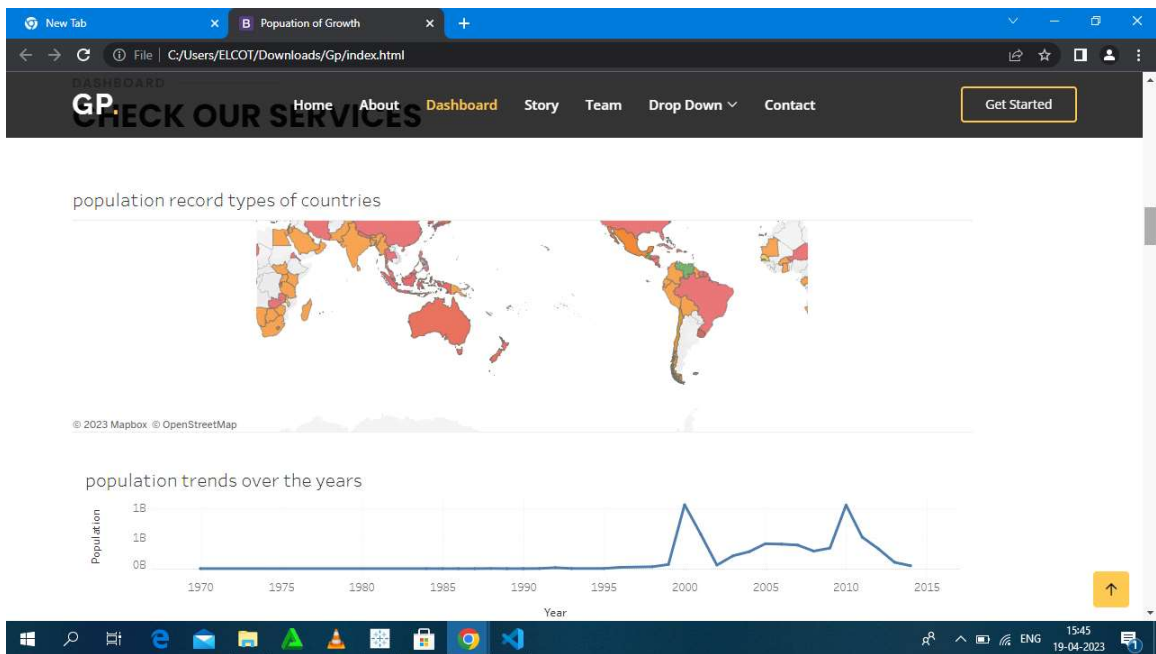 New Tab
Popuation of Growth
File C:/Users/ELCOT/Downloads/Gp/index.html
DASHBOARD
CHECK OUR SERVICES
GP. Home About Dashboard Story Team Drop Down Contact Get Started
population record types of countries
© 2023 Mapbox © OpenStreetMap
population trends over the years
Population
1B
1B
0B
1970 1975 1980 1985 1990 1995 2000 2005 2010 2015
Year
ENG
15:45
19-04-2023